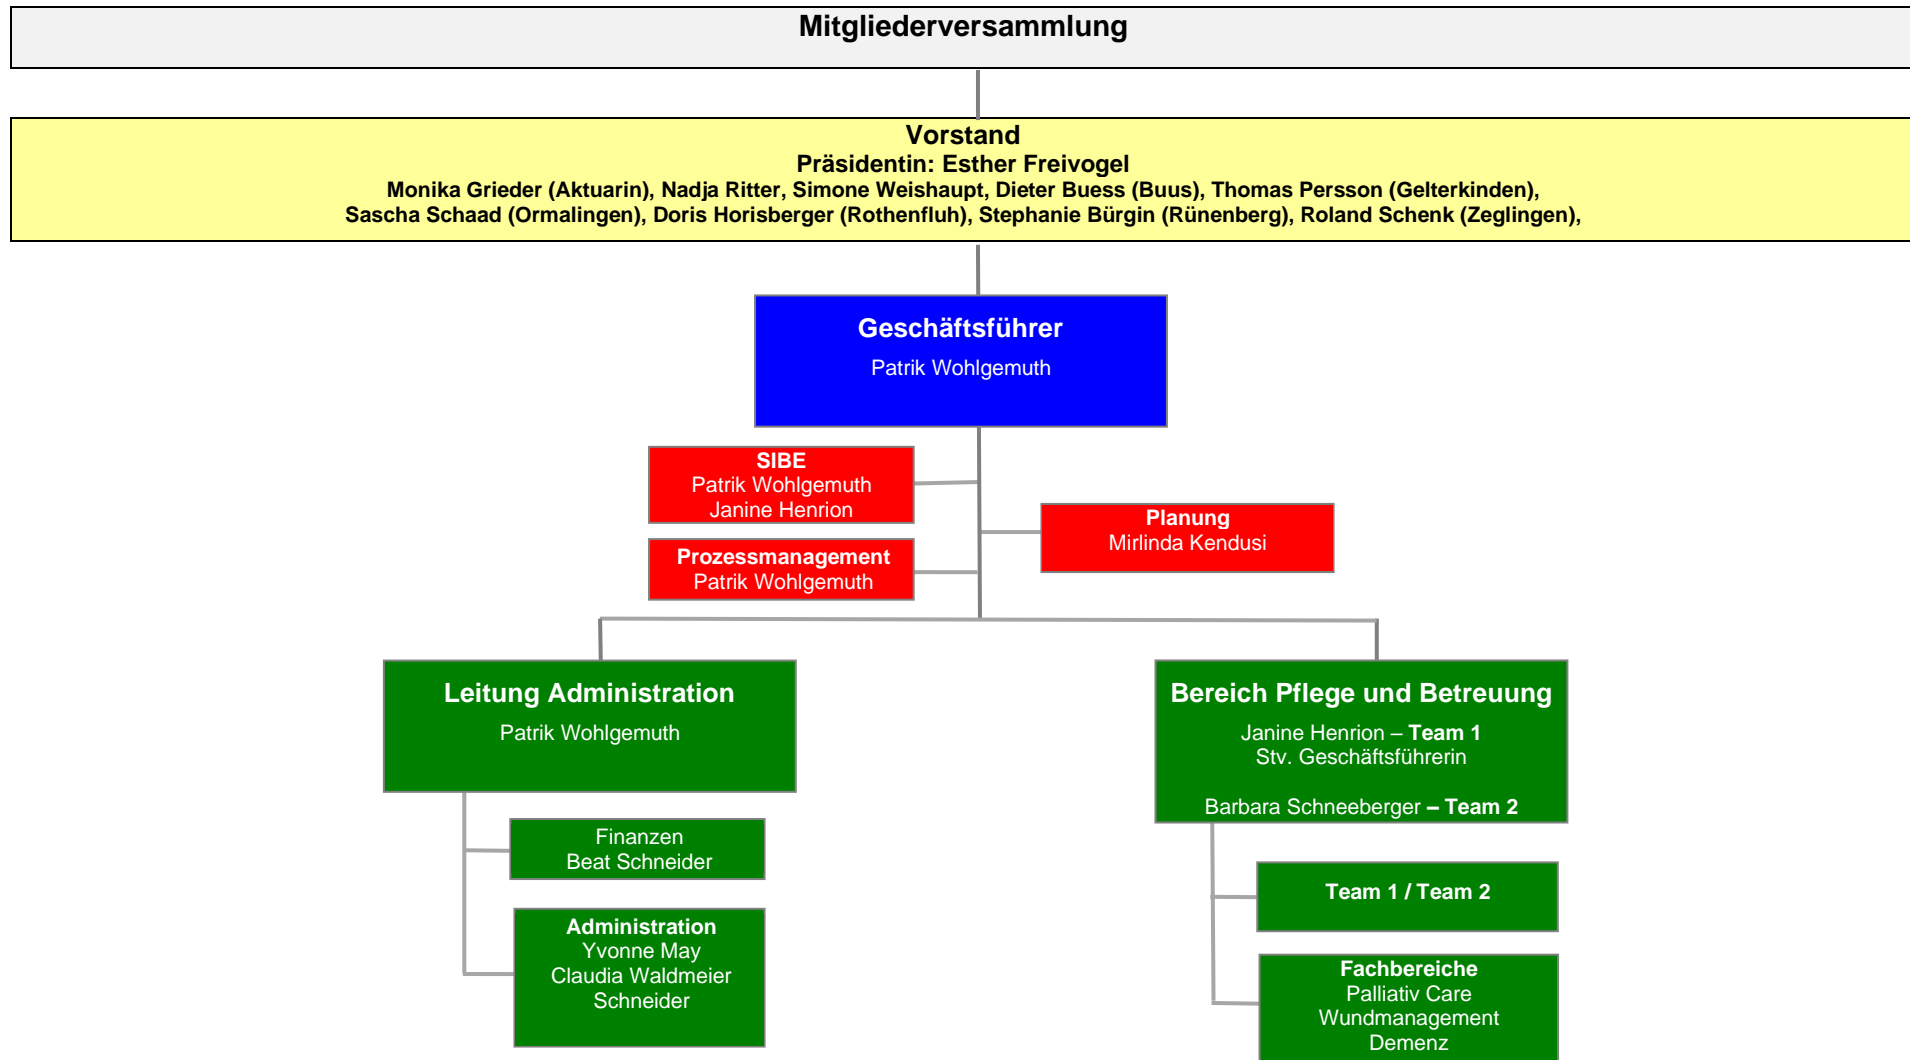 Mitgliederversammlung
Vorstand
Präsidentin: Esther Freivogel
Monika Grieder (Aktuarin), Nadja Ritter, Simone Weishaupt, Dieter Buess (Buus), Thomas Persson (Gelterkinden),
Sascha Schaad (Ormalingen), Doris Horisberger (Rothenfluh), Stephanie Bürgin (Rünenberg), Roland Schenk (Zeglingen),
Geschäftsführer
Patrik Wohlgemuth
SIBE
Patrik Wohlgemuth
Janine Henrion
Planung
Mirlinda Kendusi
Prozessmanagement
Patrik Wohlgemuth
Leitung Administration
Patrik Wohlgemuth
Finanzen
Beat Schneider
Administration
Yvonne May
Claudia Waldmeier
Schneider
Bereich Pflege und Betreuung
Janine Henrion – Team 1
Stv. Geschäftsführerin
Barbara Schneeberger – Team 2
Team 1 / Team 2
Fachbereiche
Palliativ Care
Wundmanagement
Demenz